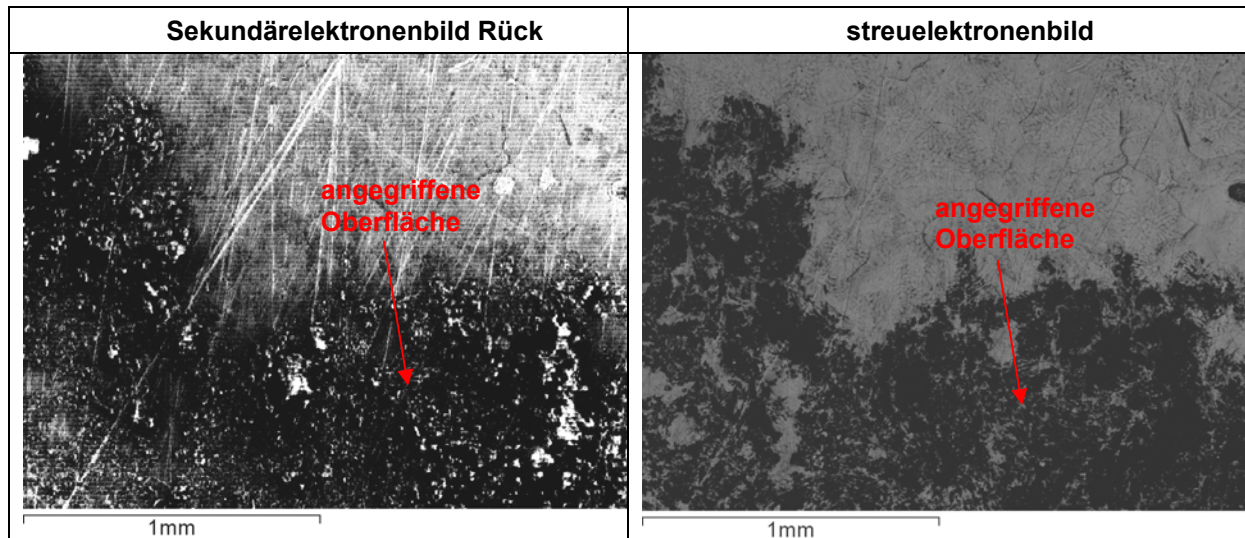 Sekundärelektronenbild Rück
streuelektronenbild
angegriffene
Oberfläche
1mm
angegriffene
Oberfläche
1mm